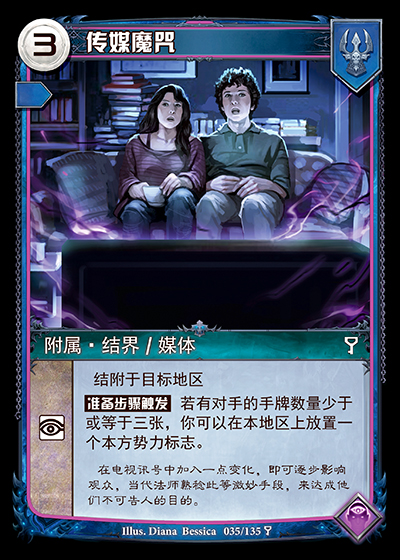 3
传媒魔咒
附属·结界/媒体
结附于目标地区
准备步骤触发 若有对手的手牌数量少于
或等于三张，你可以在本地区上放置一
个本方势力标志。
在电视讯号中加入一点变化，即可逐步影响
观众，当代法师熟稔此等微妙手段，来达成他
们不可告人的目的。
Illus. Diana Bessica 035/135